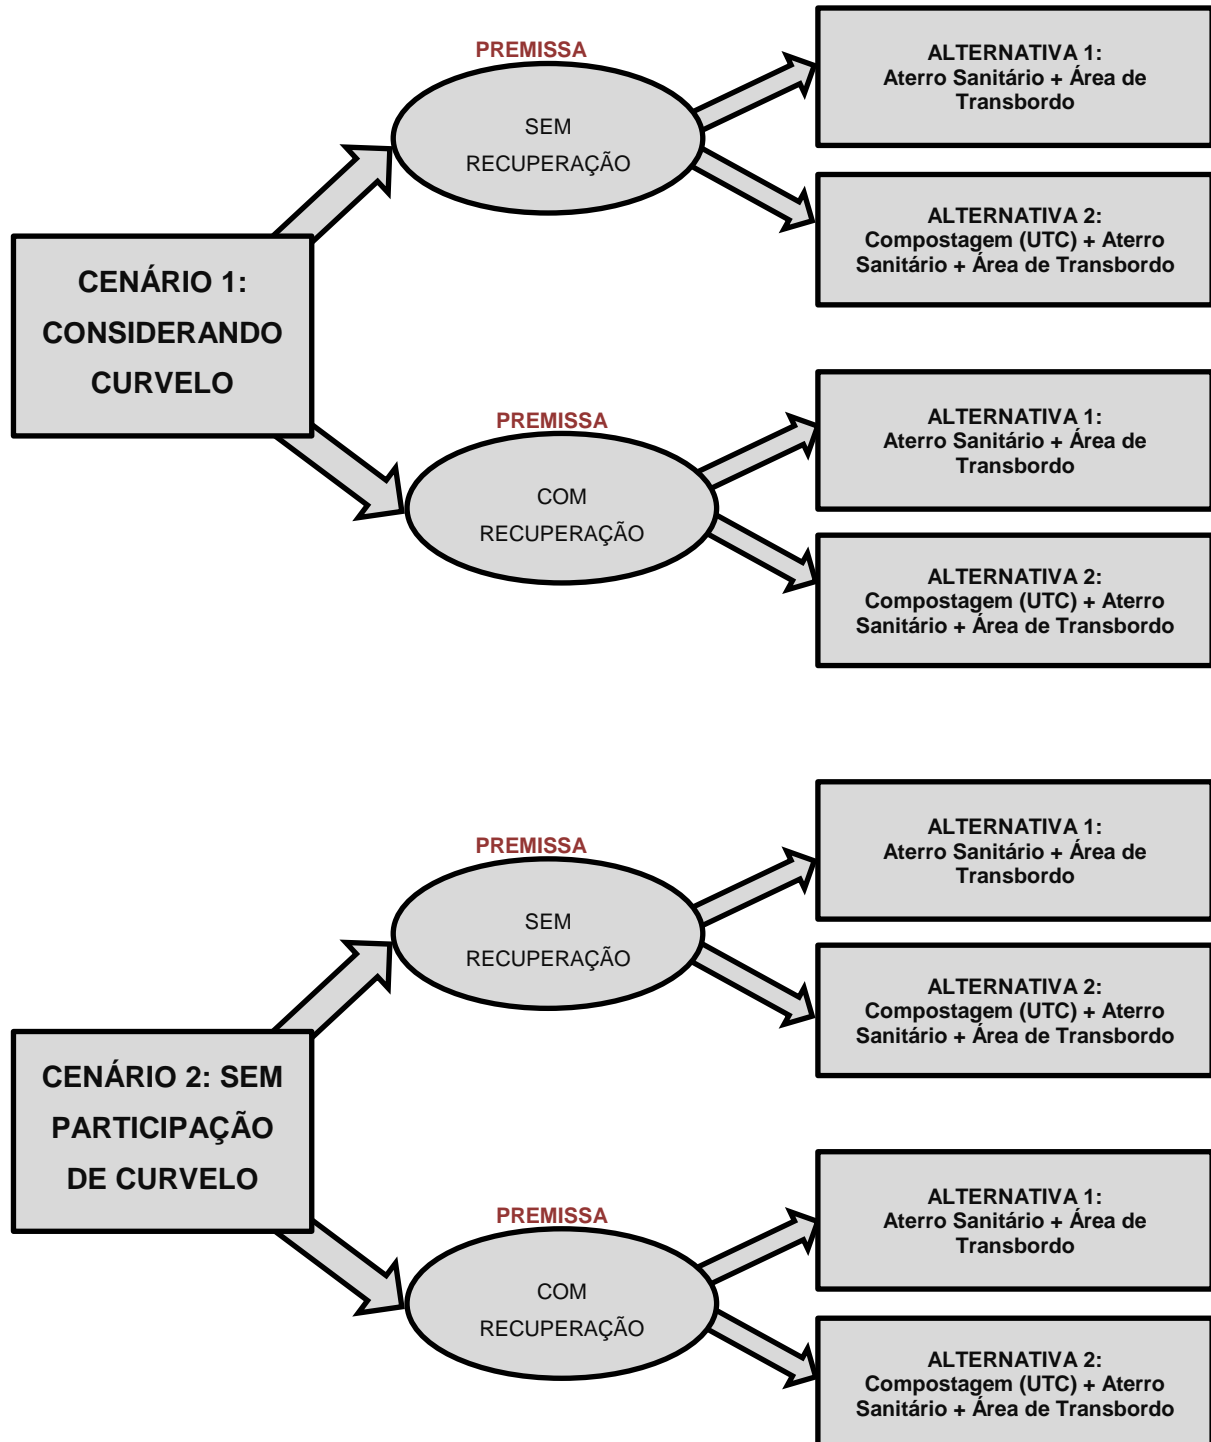 CENÁRIO 1:
CONSIDERANDO
CURVELO
PREMISSA
SEM
RECUPERAÇÃO
ALTERNATIVA 1:
Aterro Sanitário + Área de
Transbordo
ALTERNATIVA 2:
Compostagem (UTC) + Aterro
Sanitário + Área de Transbordo
PREMISSA
COM
RECUPERAÇÃO
ALTERNATIVA 1:
Aterro Sanitário + Área de
Transbordo
ALTERNATIVA 2:
Compostagem (UTC) + Aterro
Sanitário + Área de Transbordo
CENÁRIO 2: SEM
PARTICIPAÇÃO
DE CURVELO
PREMISSA
SEM
RECUPERAÇÃO
ALTERNATIVA 1:
Aterro Sanitário + Área de
Transbordo
ALTERNATIVA 2:
Compostagem (UTC) + Aterro
Sanitário + Área de Transbordo
PREMISSA
COM
RECUPERAÇÃO
ALTERNATIVA 1:
Aterro Sanitário + Área de
Transbordo
ALTERNATIVA 2:
Compostagem (UTC) + Aterro
Sanitário + Área de Transbordo